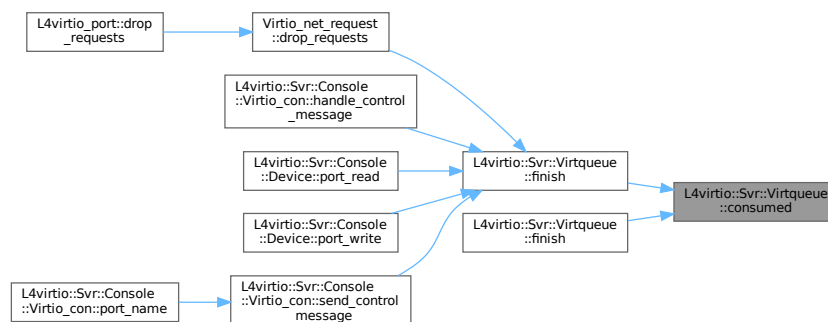 L4virtio_port::drop
_requests
Virtio_net_request
::drop_requests
L4virtio::Svr::Console
::Virtio_con::handle_control
_message
L4virtio::Svr::Console
::Device::port_read
L4virtio::Svr::Virtqueue
::finish
L4virtio::Svr::Virtqueue
::consumed
L4virtio::Svr::Console
::Device::port_write
L4virtio::Svr::Virtqueue
::finish
L4virtio::Svr::Console
::Virtio_con::port_name
L4virtio::Svr::Console
::Virtio_con::send_control
_message